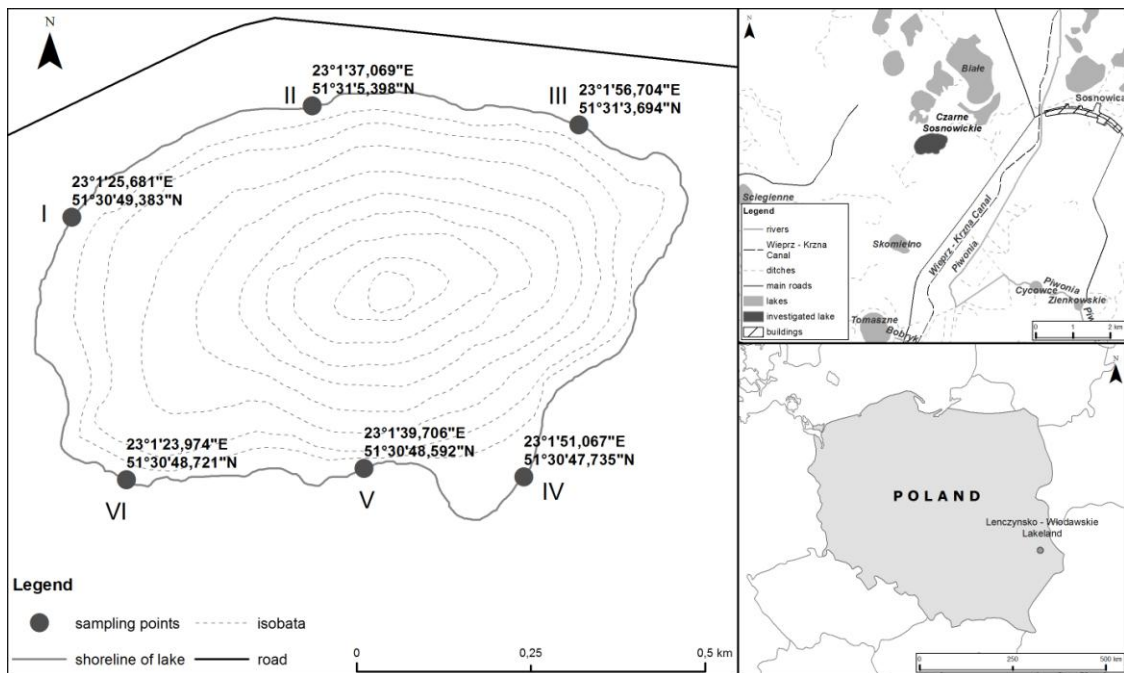 N
23°1'37,069"E
51°31'5,398"N
II
23°1'56,704"E
51°31'3,694"N
III
23°1'25,681"E
51°30'49,383"N
I
23°1'23,974"E
51°30'48,721"N
VI
23°1'39,706"E
51°30'48,592"N
V
23°1'51,067"E
51°30'47,735"N
IV
Legend
sampling points
isobata
shoreline of lake
road
0
0,25
0,5 km
N
Białe
Sosnowica
Czarne
Sosnowickie
Ściegienne
Legend
rivers
Wieprz - Krzna
Canal
ditches
main roads
lakes
investigated lake
buildings
Skomielno
Wieprz - Krzna Canal
Piwonia
Piwonia
Cycowce
Zienkowskie
Piw
Tomaszne
Bobryk
0
1
2 km
N
POLAND
Lenczynsko - Włodawskie
Lakeland
0
250
500 km